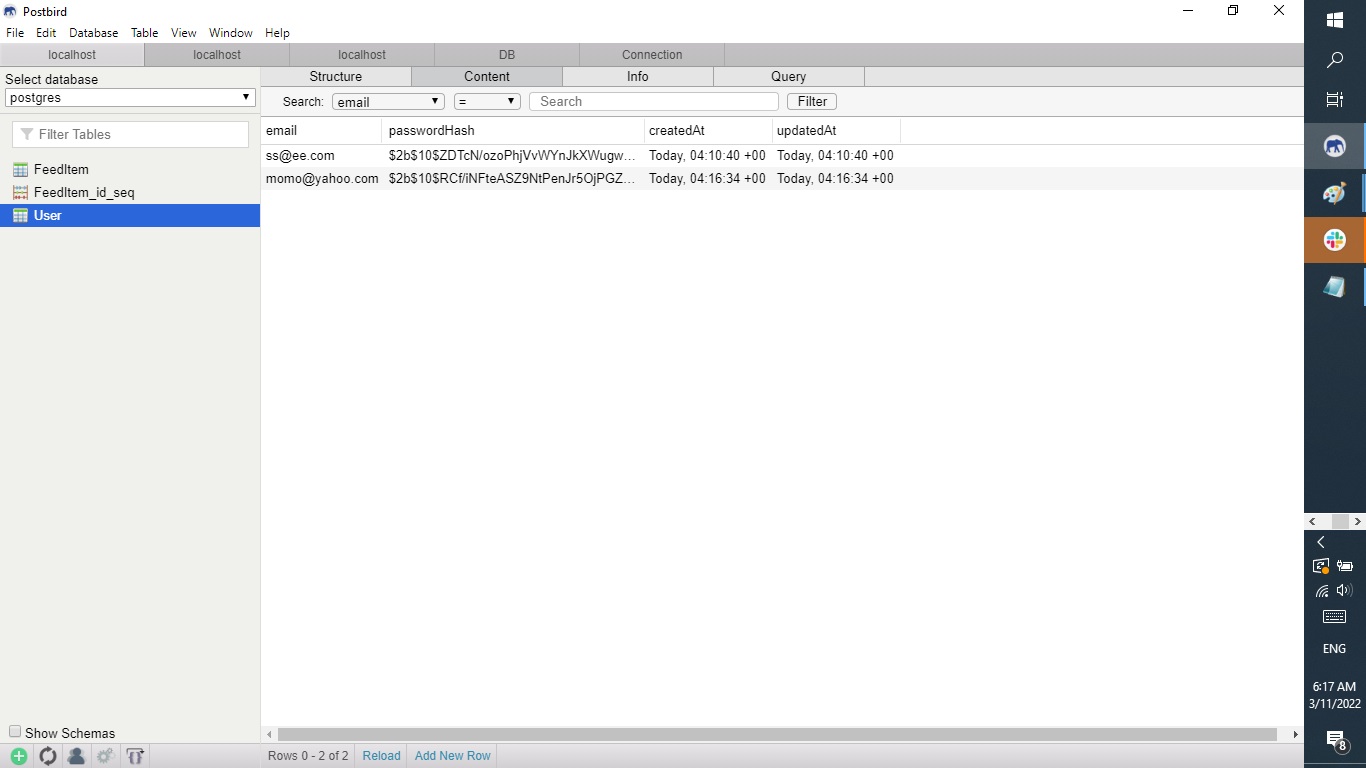 Postbird
File Edit Database Table View Window Help
localhost localhost localhost DB Connection
Select database
postgres
Filter Tables
FeedItem
FeedItem_id_seq
User
Show Schemas
Structure Content Info Query
Search: email = Search Filter
email passwordHash createdAt updatedAt
ss@ee.com $2b$10$ZDTcN/ozoPhjVvWYnJkXWugw... Today, 04:10:40 +00 Today, 04:10:40 +00
momo@yahoo.com $2b$10$RCf/iNFteASZ9NtPenJr5OjPGZ... Today, 04:16:34 +00 Today, 04:16:34 +00
Rows 0 - 2 of 2 Reload Add New Row
ENG
6:17 AM
3/11/2022
8